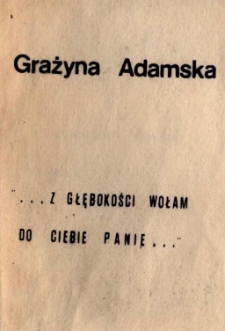 Grażyna Adamska
"...Z GŁĘBOKOŚCI WOŁAM
DO CIEBIE PANIE..."